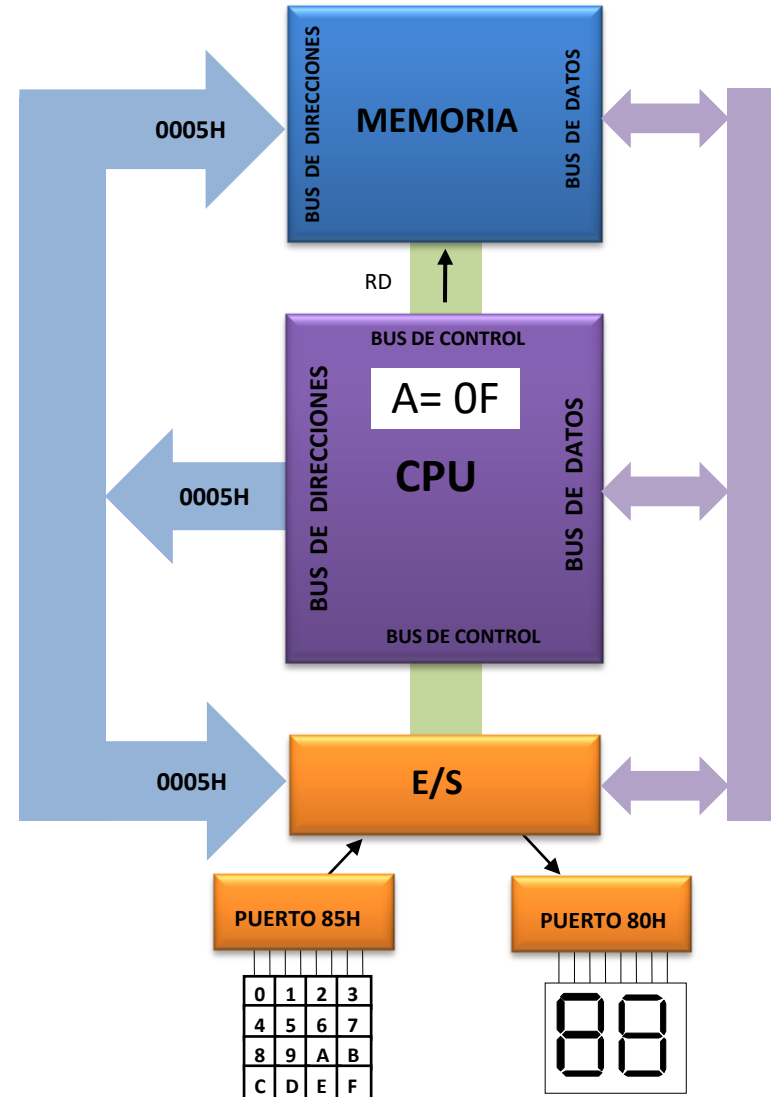 0005H
BUS DE DIRECCIONES
MEMORIA
BUS DE DATOS
RD
BUS DE CONTROL
A= 0F
0005H
BUS DE DIRECCIONES
CPU
BUS DE DATOS
BUS DE CONTROL
0005H
E/S
PUERTO 85H
PUERTO 80H
0 1 2 3
4 5 6 7
8 9 A B
C D E F
88